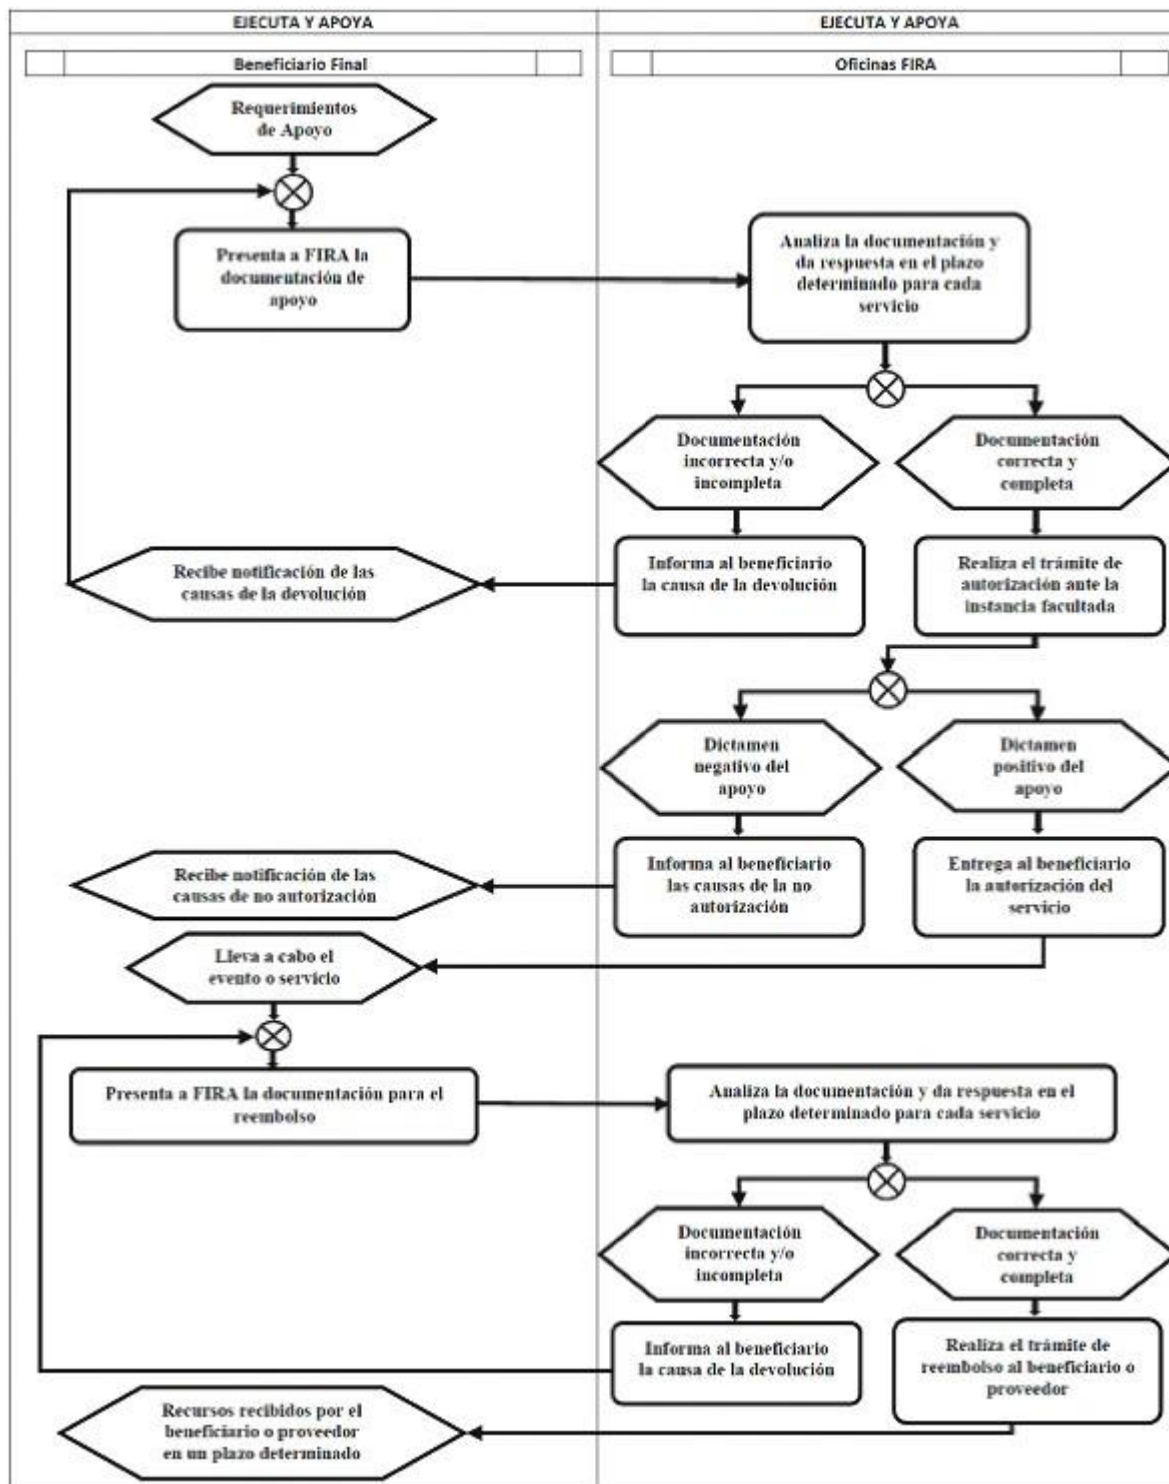 EJECUTA Y APOYA
EJECUTA Y APOYA
Beneficiario Final
Oficinas FIRA
Requerimientos
de Apoyo
Presenta a FIRA la
documentación de
apoyo
Analiza la documentación y
da respuesta en el plazo
determinado para cada
servicio
Documentación
incorrecta y/o
incompleta
Documentación
correcta y
completa
Recibe notificación de las
causas de la devolución
Informa al beneficiario
la causa de la devolución
Realiza el trámite de
autorización ante la
instancia facultada
Dictamen
negativo del
apoyo
Dictamen
positivo del
apoyo
Recibe notificación de las
causas de no autorización
Informa al beneficiario
las causas de la no
autorización
Entrega al beneficiario
la autorización del
servicio
Lleva a cabo el
evento o servicio
Presenta a FIRA la documentación para el
reembolso
Analiza la documentación y da respuesta en el
plazo determinado para cada servicio
Documentación
incorrecta y/o
incompleta
Documentación
correcta y
completa
Informa al beneficiario
la causa de la devolución
Realiza el trámite de
reembolso al beneficiario o
proveedor
Recursos recibidos por el
beneficiario o proveedor
en un plazo determinado